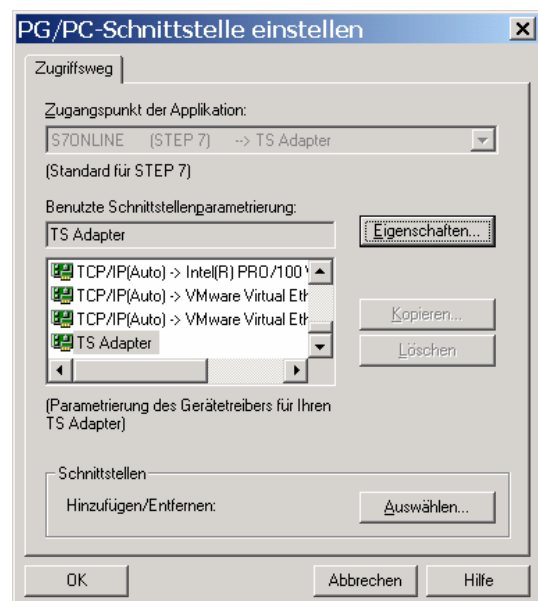 PG/PC-Schnittstelle einstellen
Zugriffsweg
Zugangspunkt der Applikation:
S7ONLINE (STEP 7) --> TS Adapter
(Standard für STEP 7)
Benutzte Schnittstellenparametrierung:
TS Adapter
Eigenschaften...
TCP/IP(Auto) -> Intel(R) PRO/100
TCP/IP(Auto) -> VMware Virtual Eth
TCP/IP(Auto) -> VMware Virtual Eth
TS Adapter
Kopieren...
Löschen
(Parametrierung des Gerätetreibers für Ihren
TS Adapter)
Schnittstellen
Hinzufügen/Entfernen:
Auswählen...
OK
Abbrechen
Hilfe